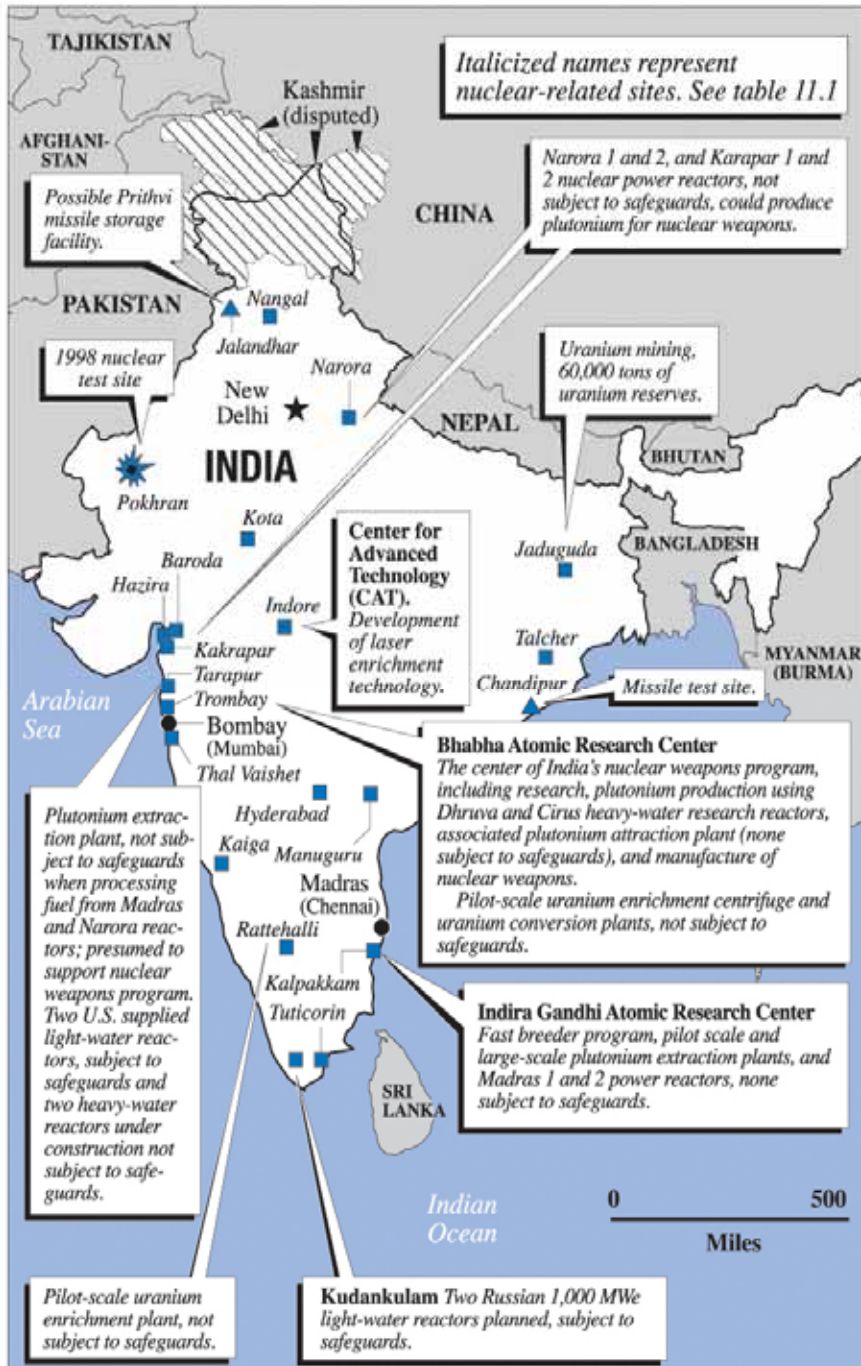 TAJIKISTAN
Italicized names represent
nuclear-related sites. See table 11.1
Kashmir
(disputed)
AFGHANI-
STAN
Narora 1 and 2, and Karapar 1 and
2 nuclear power reactors, not
subject to safeguards, could produce
plutonium for nuclear weapons.
Possible Prithvi
missile storage
facility.
CHINA
PAKISTAN
Nangal
Jalandhar
1998 nuclear
test site
Narora
Uranium mining,
60,000 tons of
uranium reserves.
New
Delhi
NEPAL
BHUTAN
INDIA
Pokhran
Kota
Center for
Advanced
Technology
(CAT).
Development
of laser
enrichment
technology.
Jaduguda
BANGLADESH
Baroda
Hazira
Indore
Kakrapar
Talcher
MYANMAR
(BURMA)
Tarapur
Chandipur
Missile test site.
Arabian
Sea
Trombay
Bombay
(Mumbai)
Thal Vaishet
Bhabha Atomic Research Center
The center of India's nuclear weapons program,
including research, plutonium production using
Dhruva and Cirus heavy-water research reactors,
associated plutonium attraction plant (none
subject to safeguards), and manufacture of
nuclear weapons.
Pilot-scale uranium enrichment centrifuge and
uranium conversion plants, not subject to
safeguards.
Plutonium extrac-
tion plant, not sub-
ject to safeguards
when processing
fuel from Madras
and Narora reac-
tors; presumed to
support nuclear
weapons program.
Two U.S. supplied
light-water reac-
tors, subject to
safeguards and
two heavy-water
reactors under
construction not
subject to safe-
guards.
Hyderabad
Manuguru
Kaiga
Madras
(Chennai)
Rattehalli
Kalpakkam
Tuticorin
Indira Gandhi Atomic Research Center
Fast breeder program, pilot scale and
large-scale plutonium extraction plants, and
Madras 1 and 2 power reactors, none
subject to safeguards.
SRI
LANKA
Indian
Ocean
0 500
Miles
Pilot-scale uranium
enrichment plant, not
subject to safeguards.
Kudankulam Two Russian 1,000 MWe
light-water reactors planned, subject to
safeguards.